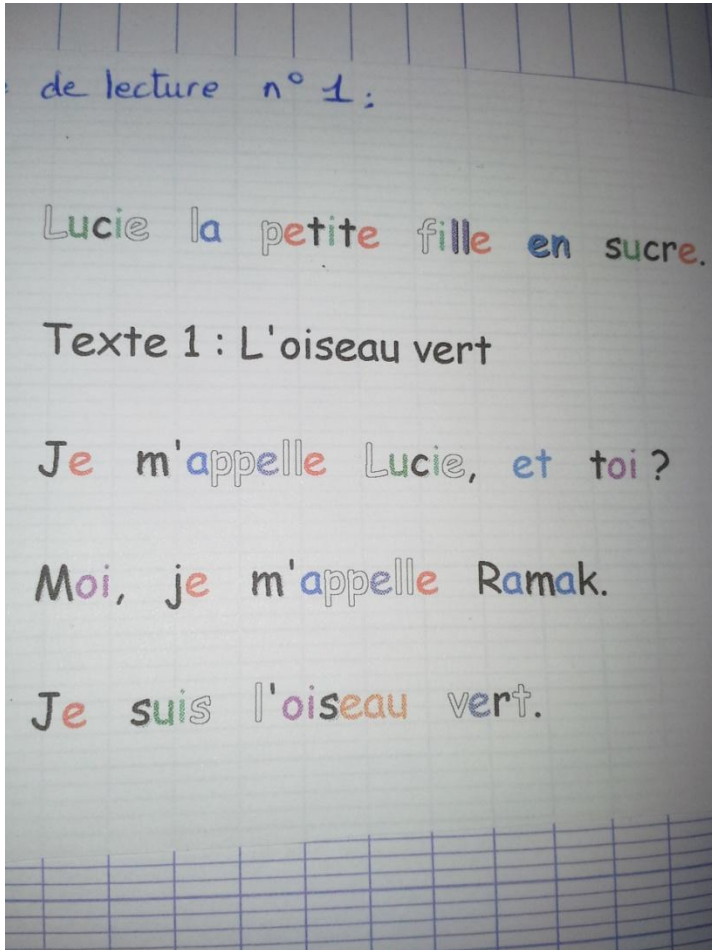 de lecture n° 1 :
Lucie la petite fille en sucre.
Texte 1 : L'oiseau vert
Je m'appelle Lucie, et toi ?
Moi, je m'appelle Ramak.
Je suis l'oiseau vert.